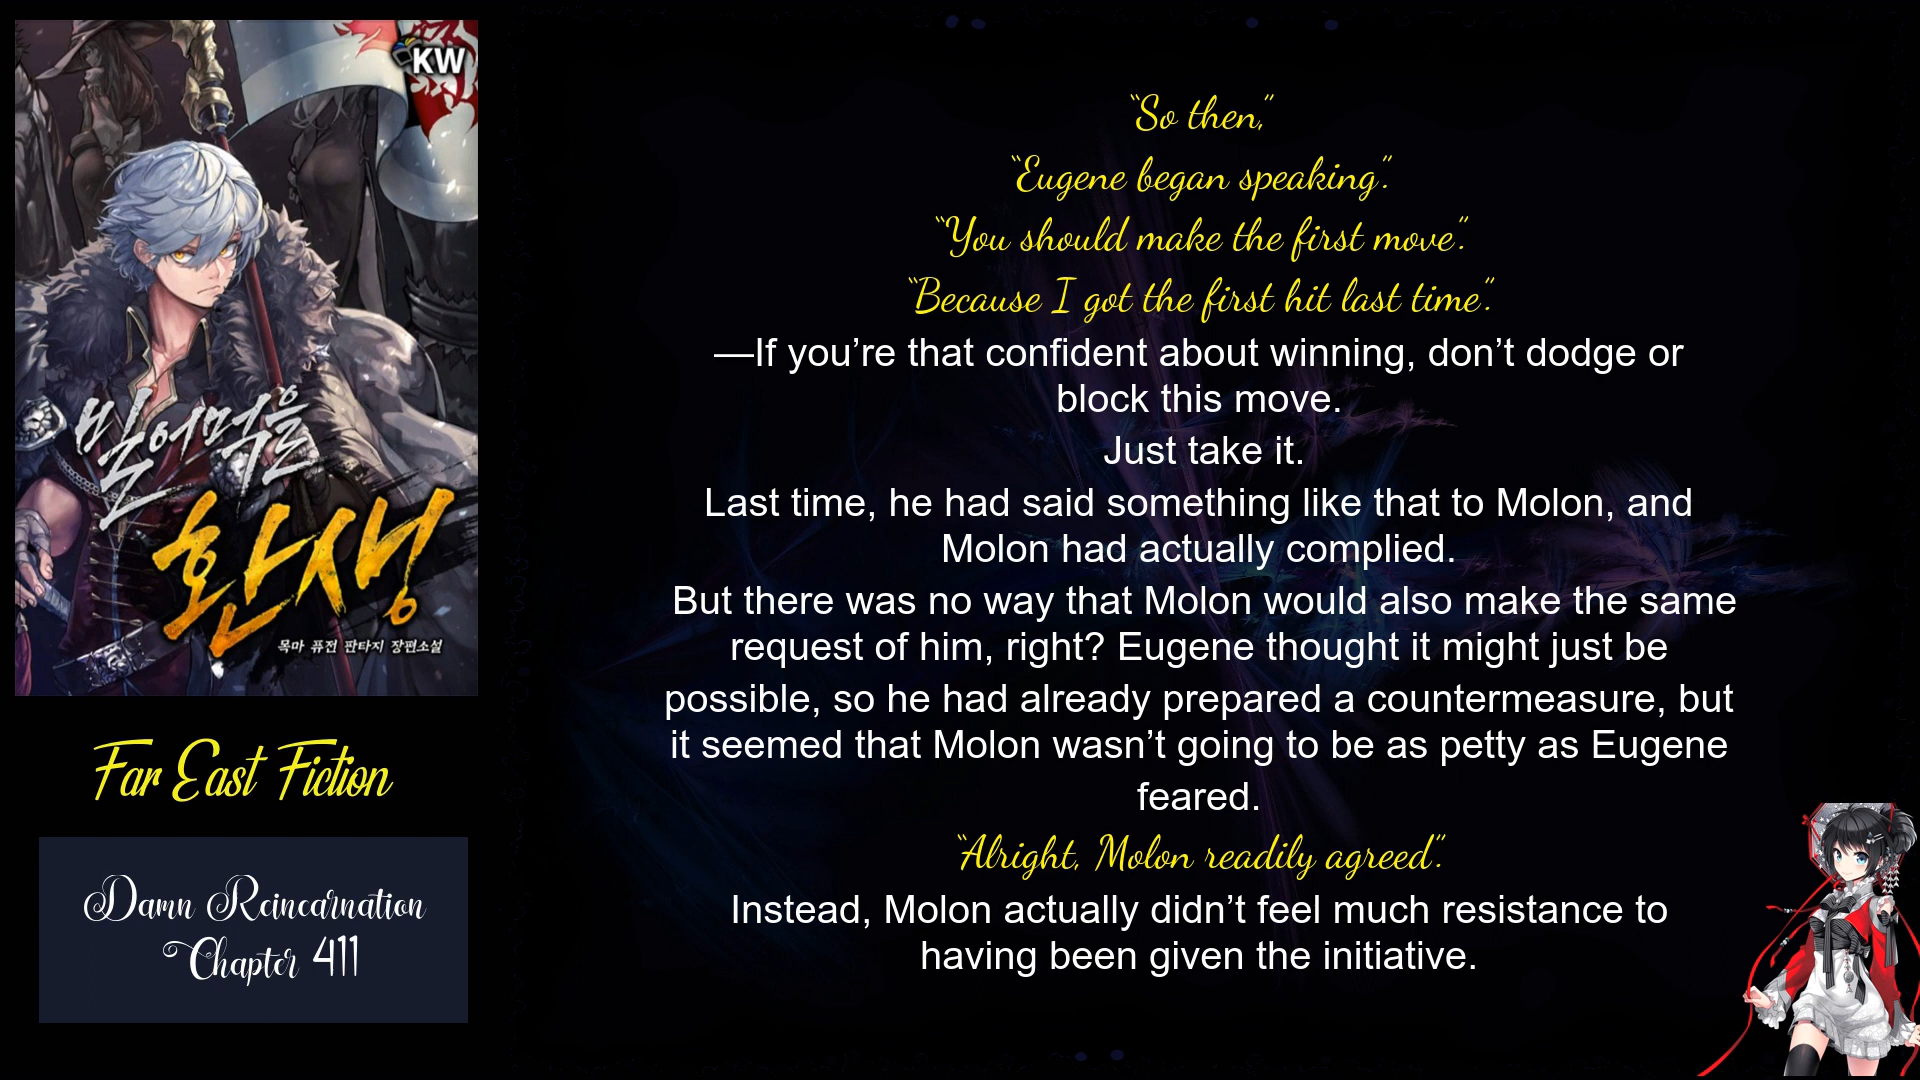 KW
빌어먹을
환생
목마 퓨전 판타지 장편소설
Far East Fiction
Damn Reincarnation
Chapter 411
“So then,”
“Eugene began speaking.”
“You should make the first move.”
“Because I got the first hit last time.”
—If you’re that confident about winning, don’t dodge or
block this move.
Just take it.
Last time, he had said something like that to Molon, and
Molon had actually complied.
But there was no way that Molon would also make the same
request of him, right? Eugene thought it might just be
possible, so he had already prepared a countermeasure, but
it seemed that Molon wasn’t going to be as petty as Eugene
feared.
“Alright, Molon readily agreed.”
Instead, Molon actually didn’t feel much resistance to
having been given the initiative.